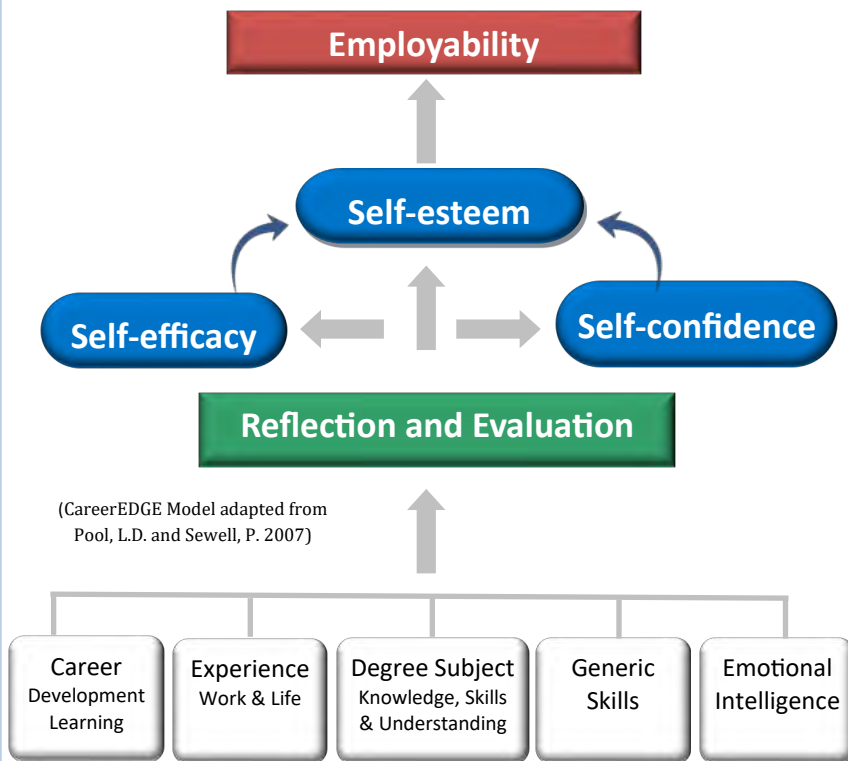 Employability
Self-esteem
Self-efficacy
Self-confidence
Reflection and Evaluation
(CareerEDGE Model adapted from
Pool, L.D. and Sewell, P. 2007)
Career
Development
Learning
Experience
Work & Life
Degree Subject
Knowledge, Skills
& Understanding
Generic
Skills
Emotional
Intelligence